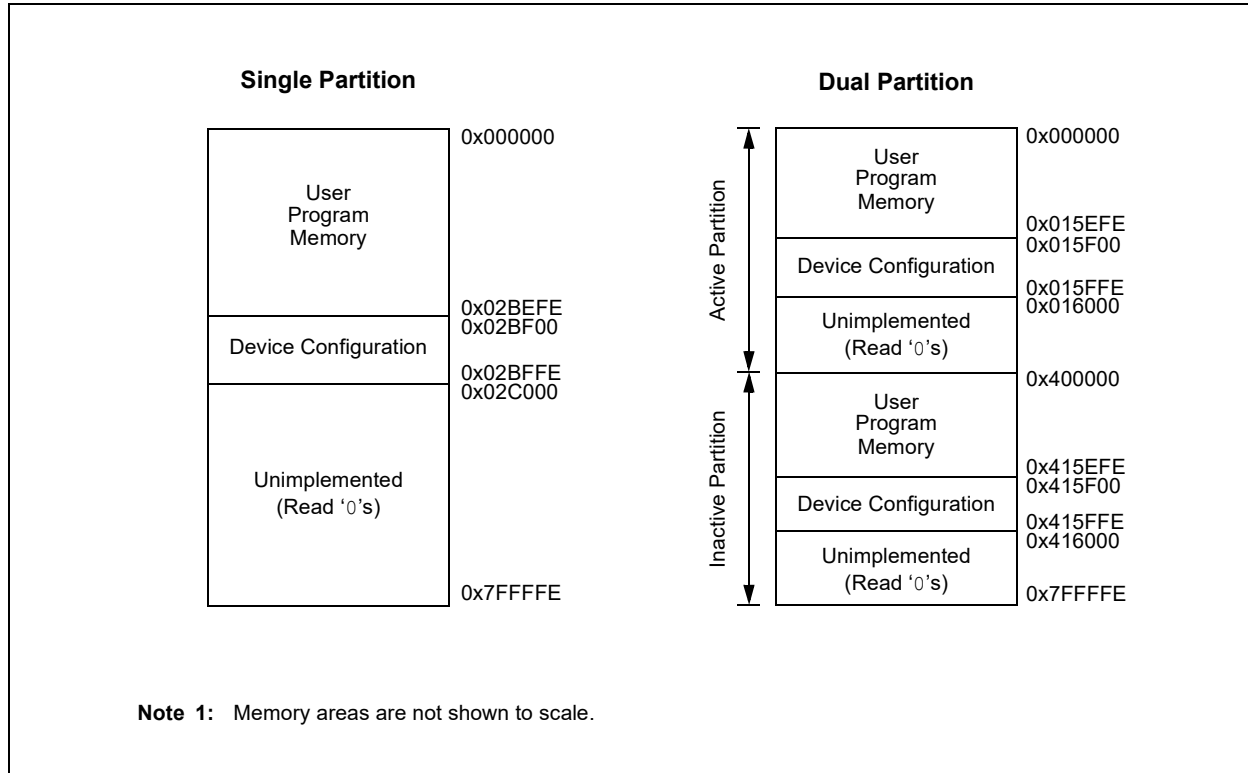 Single Partition
0x000000
User
Program
Memory
0x02BEFE
0x02BF00
Device Configuration
0x02BFFE
0x02C000
Unimplemented
(Read ‘0’s)
0x7FFFFE
Dual Partition
Active Partition
0x000000
User
Program
Memory
0x015EFE
0x015F00
Device Configuration
0x015FFE
0x016000
Unimplemented
(Read ‘0’s)
Inactive Partition
0x400000
User
Program
Memory
0x415EFE
0x415F00
Device Configuration
0x415FFE
0x416000
Unimplemented
(Read ‘0’s)
0x7FFFFE
Note 1: Memory areas are not shown to scale.